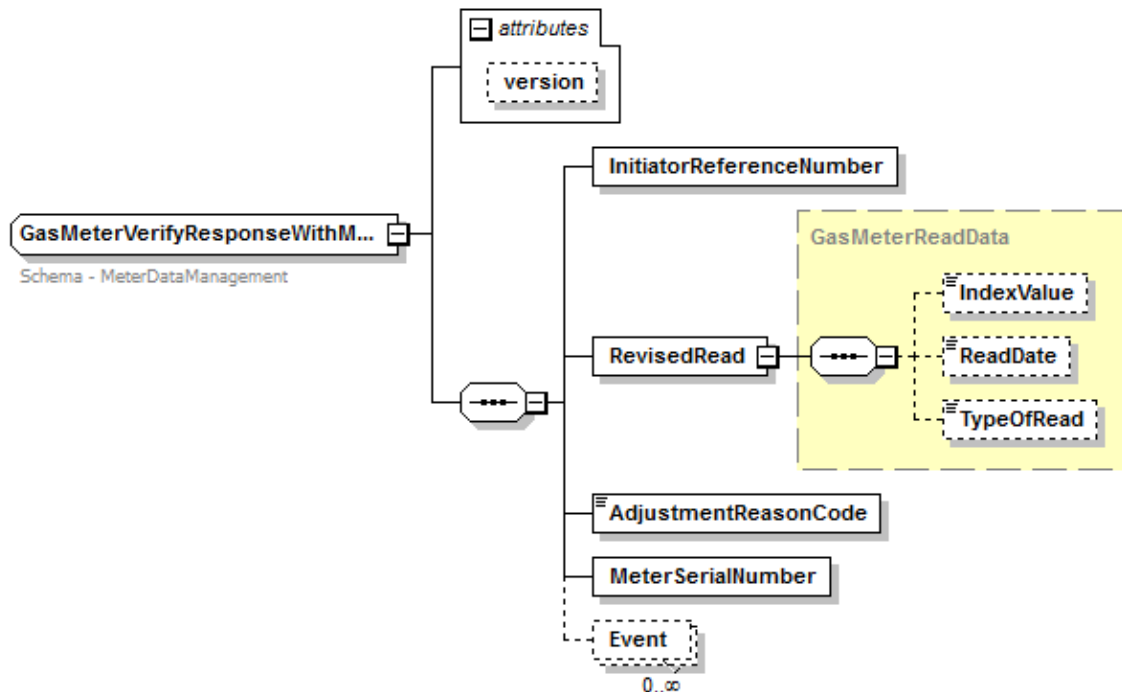 attributes
version
InitiatorReferenceNumber
GasMeterVerifyResponseWithM...
Schema - MeterDataManagement
GasMeterReadData
IndexValue
RevisedRead
ReadDate
TypeOfRead
AdjustmentReasonCode
MeterSerialNumber
Event
0..∞